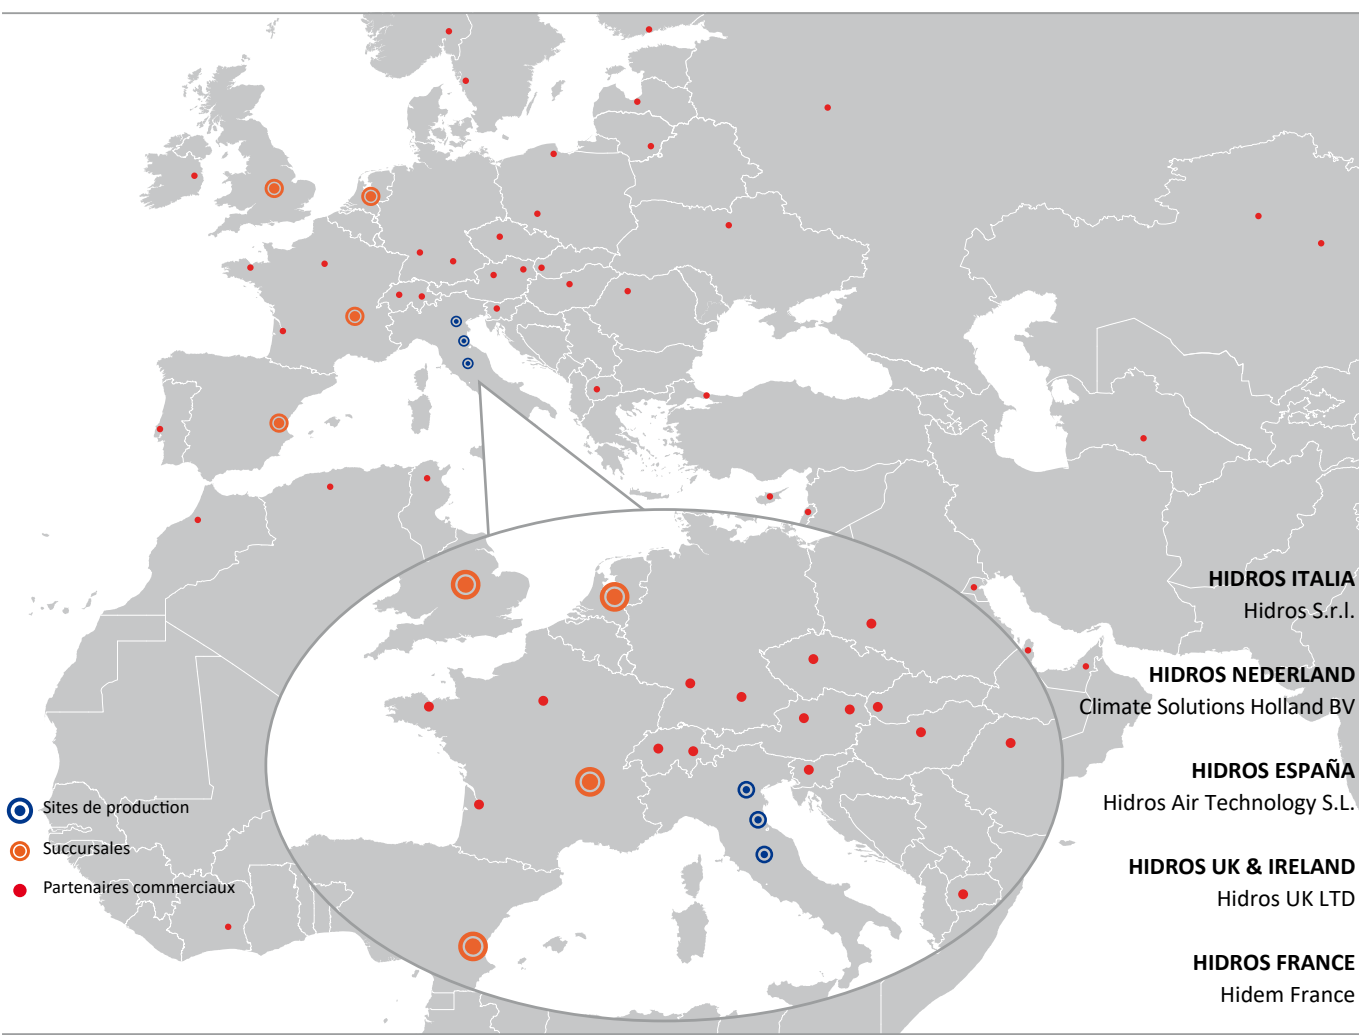 HIDROS ITALIA
Hidros S.r.l.
HIDROS NEDERLAND
Climate Solutions Holland BV
HIDROS ESPAÑA
Hidros Air Technology S.L.
HIDROS UK & IRELAND
Hidros UK LTD
HIDROS FRANCE
Hidem France
Sites de production
Succursales
Partenaires commerciaux